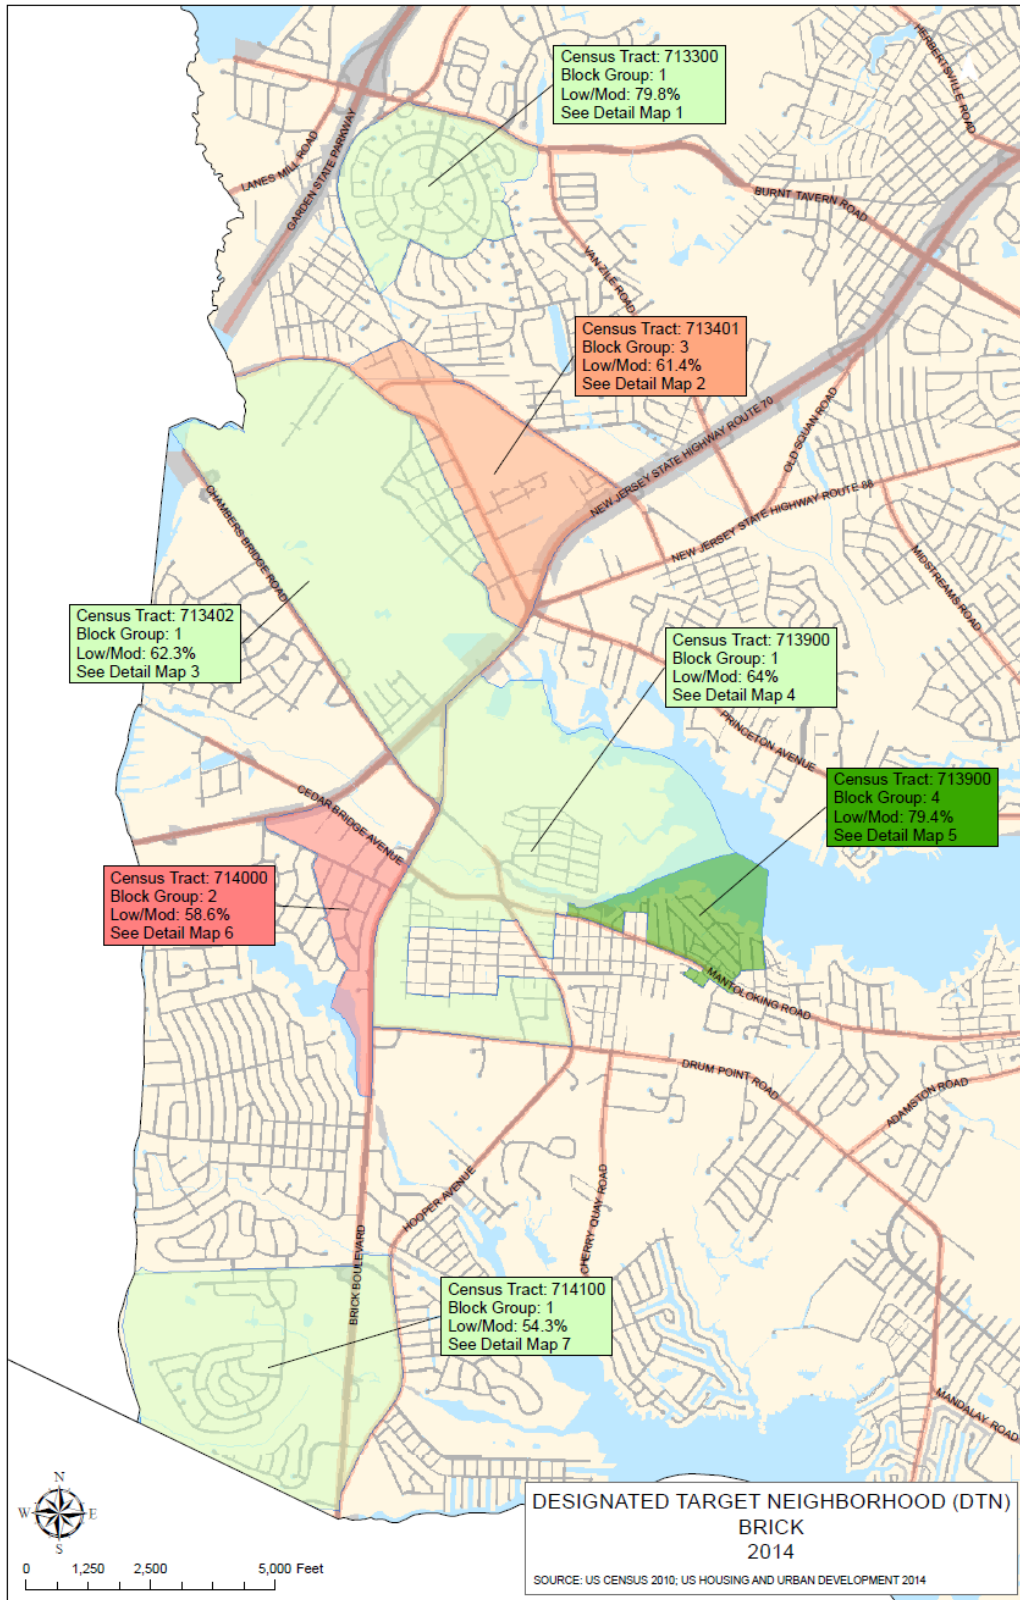 Census Tract: 713300
Block Group: 1
Low/Mod: 79.8%
See Detail Map 1
HERBERTSVILLE ROAD
LANES MILL ROAD
GARDEN STATE PARKWAY
BURNT TAVERN ROAD
VAN ZILE ROAD
Census Tract: 713401
Block Group: 3
Low/Mod: 61.4%
See Detail Map 2
OLD SQUAN ROAD
NEW JERSEY STATE HIGHWAY ROUTE 70
NEW JERSEY STATE HIGHWAY ROUTE 88
CHAMBERS BRIDGE ROAD
MIDSTREAMS ROAD
Census Tract: 713402
Block Group: 1
Low/Mod: 62.3%
See Detail Map 3
Census Tract: 713900
Block Group: 1
Low/Mod: 64%
See Detail Map 4
PRINCETON AVENUE
CEDAR BRIDGE AVENUE
Census Tract: 713900
Block Group: 4
Low/Mod: 79.4%
See Detail Map 5
Census Tract: 714000
Block Group: 2
Low/Mod: 58.6%
See Detail Map 6
MANTOLOKING ROAD
DRUM POINT ROAD
ADAMSTON ROAD
HOOPER AVENUE
CHERRY QUAY ROAD
BRICK BOULEVARD
Census Tract: 714100
Block Group: 1
Low/Mod: 54.3%
See Detail Map 7
MANDALAY ROAD
N
W
E
S
0 1,250 2,500 5,000 Feet
DESIGNATED TARGET NEIGHBORHOOD (DTN)
BRICK
2014
SOURCE: US CENSUS 2010; US HOUSING AND URBAN DEVELOPMENT 2014